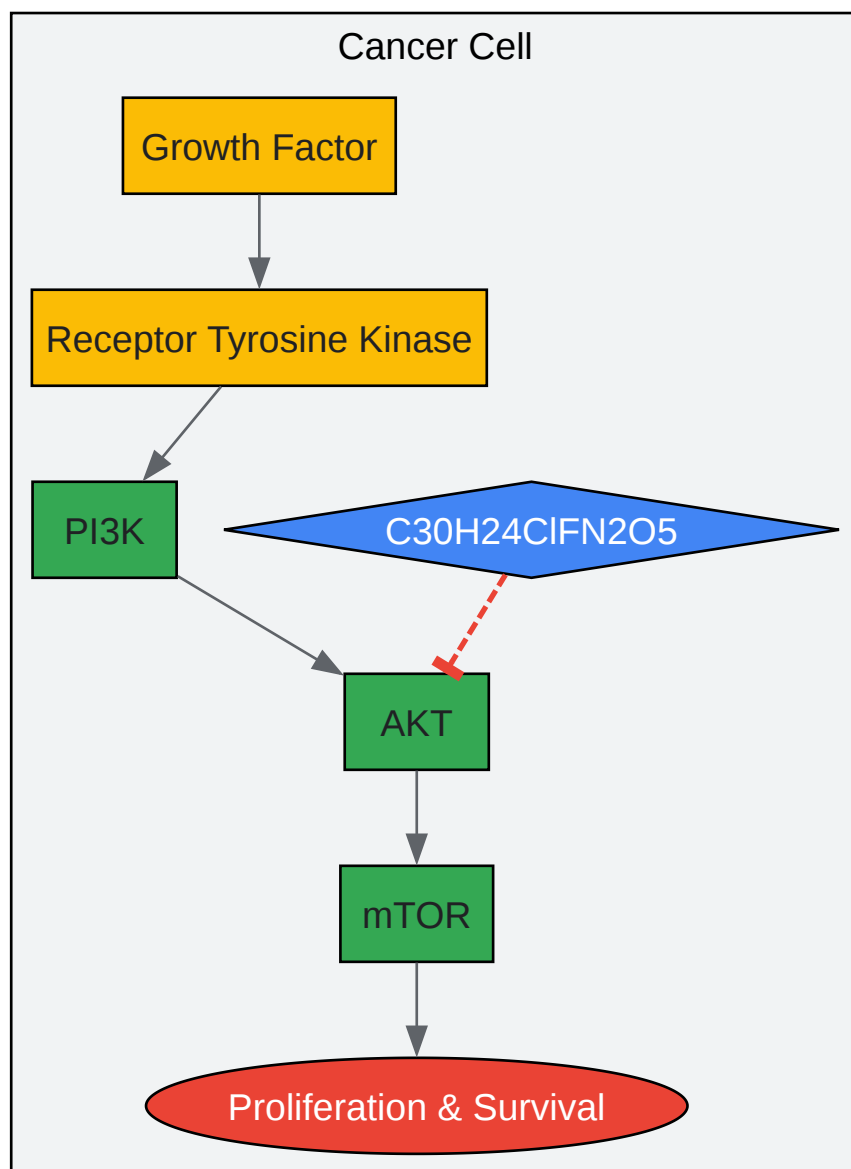 Cancer Cell
Growth Factor
Receptor Tyrosine Kinase
PI3K
C30H24ClFN2O5
AKT
mTOR
Proliferation & Survival